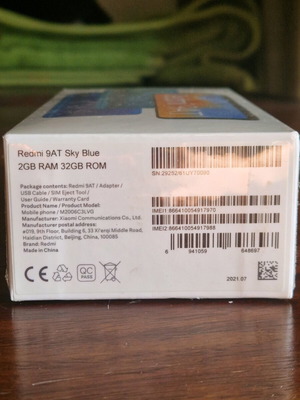 Redmi 9AT Sky Blue
2GB RAM 32GB ROM
Package contents: Redmi 9AT / Adapter /
USB Cable / SIM Eject Tool /
User Guide / Warranty Card
Product Name / Product Model:
Mobile phone / M2006C3LVG
Manufacturer: Xiaomi Communications Co., Ltd.
Manufacturer postal address:
#019, 9th Floor, Building 6, 33 Xi'erqi Middle Road,
Haidian District, Beijing, China, 100085
Brand: Redmi
Made in China
CE
QC
PASS
SN:
IMEI1:866410054917970
IMEI2:866410054917988
6 941059 648697
2021.07